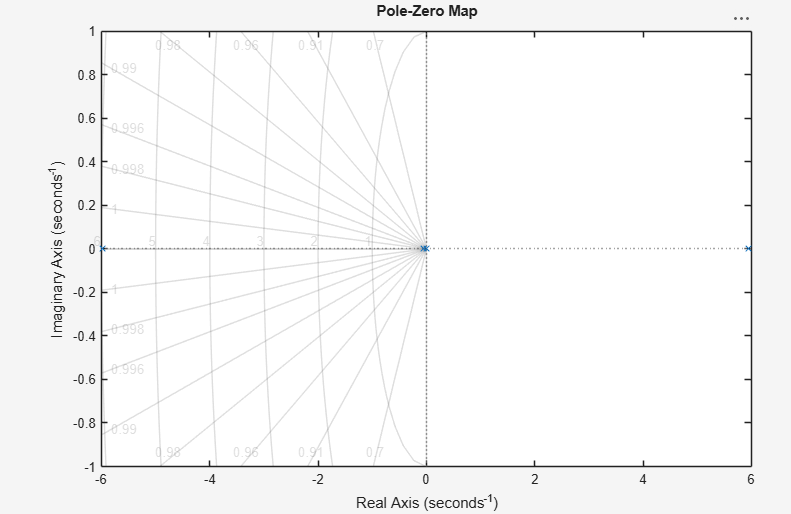 Pole-Zero Map
1
0.8
0.6
0.4
0.2
0
-0.2
-0.4
-0.6
-0.8
-1
0.98 0.96 0.91 0.7
0.99
0.996
0.998
1
6 5 4 3 2 1
1
0.998
0.996
0.99
0.98 0.96 0.91 0.7
-6 -4 -2 0 2 4 6
Real Axis (seconds-1)
Imaginary Axis (seconds-1)